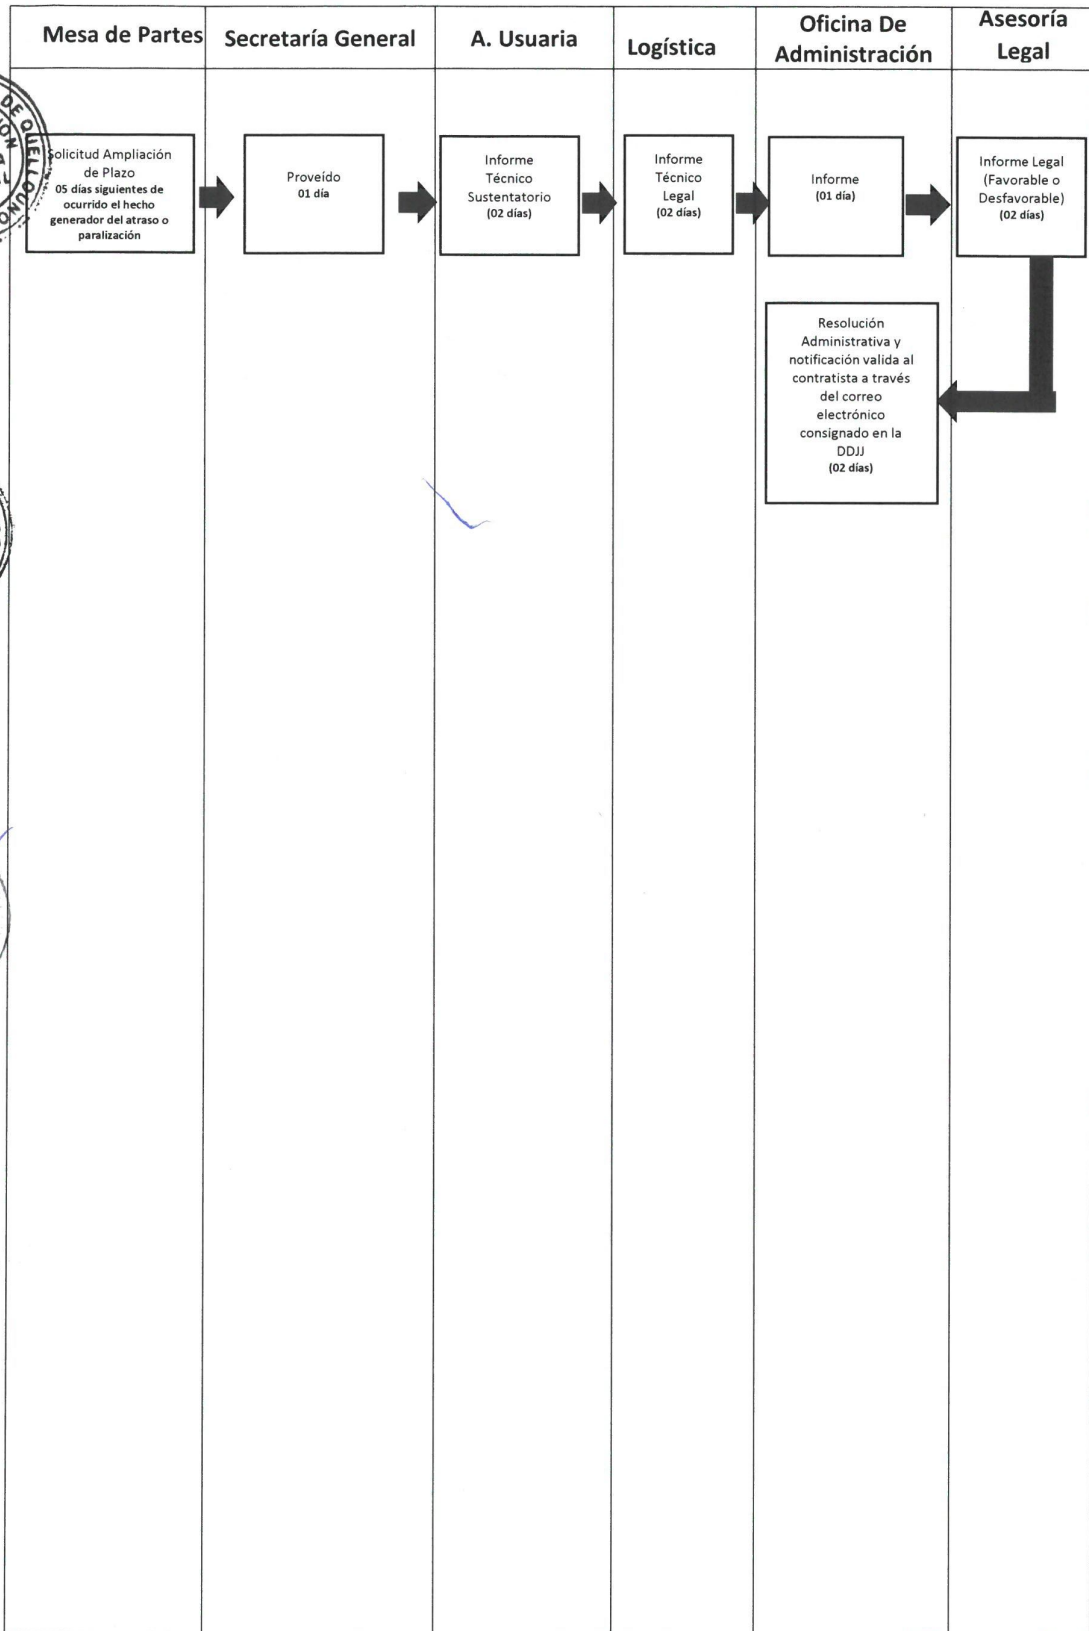 Mesa de Partes
Secretaría General
A. Usuaria
Logística
Oficina De
Administración
Asesoría
Legal
DE QUELLOUNO
Solicitud Ampliación
de Plazo
05 días siguientes de
ocurrido el hecho
generador del atraso o
paralización
Proveído
01 día
Informe
Técnico
Sustentatorio
(02 días)
Informe
Técnico
Legal
(02 días)
Informe
(01 día)
Informe Legal
(Favorable o
Desfavorable)
(02 días)
Resolución
Administrativa y
notificación valida al
contratista a través
del correo
electrónico
consignado en la
DDJJ
(02 días)